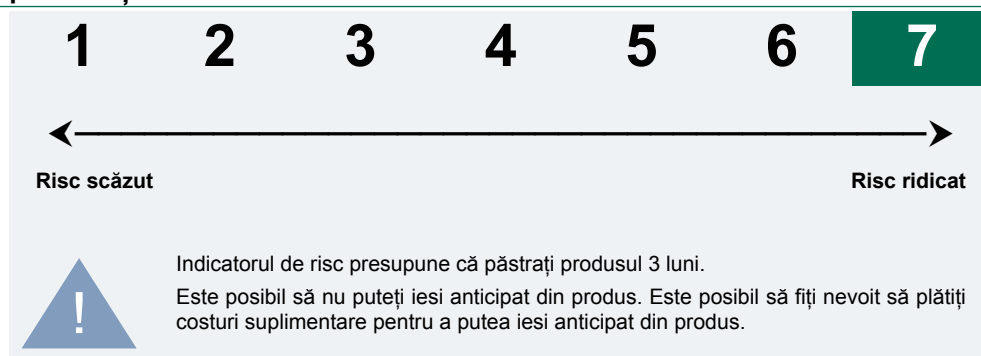 1 2 3 4 5 6 7
Risc scăzut Risc ridicat
Indicatorul de risc presupune că păstrați produsul 3 luni.
Este posibil să nu puteți iesi anticipat din produs. Este posibil să fiți nevoit să plătiți
costuri suplimentare pentru a putea iesi anticipat din produs.
!